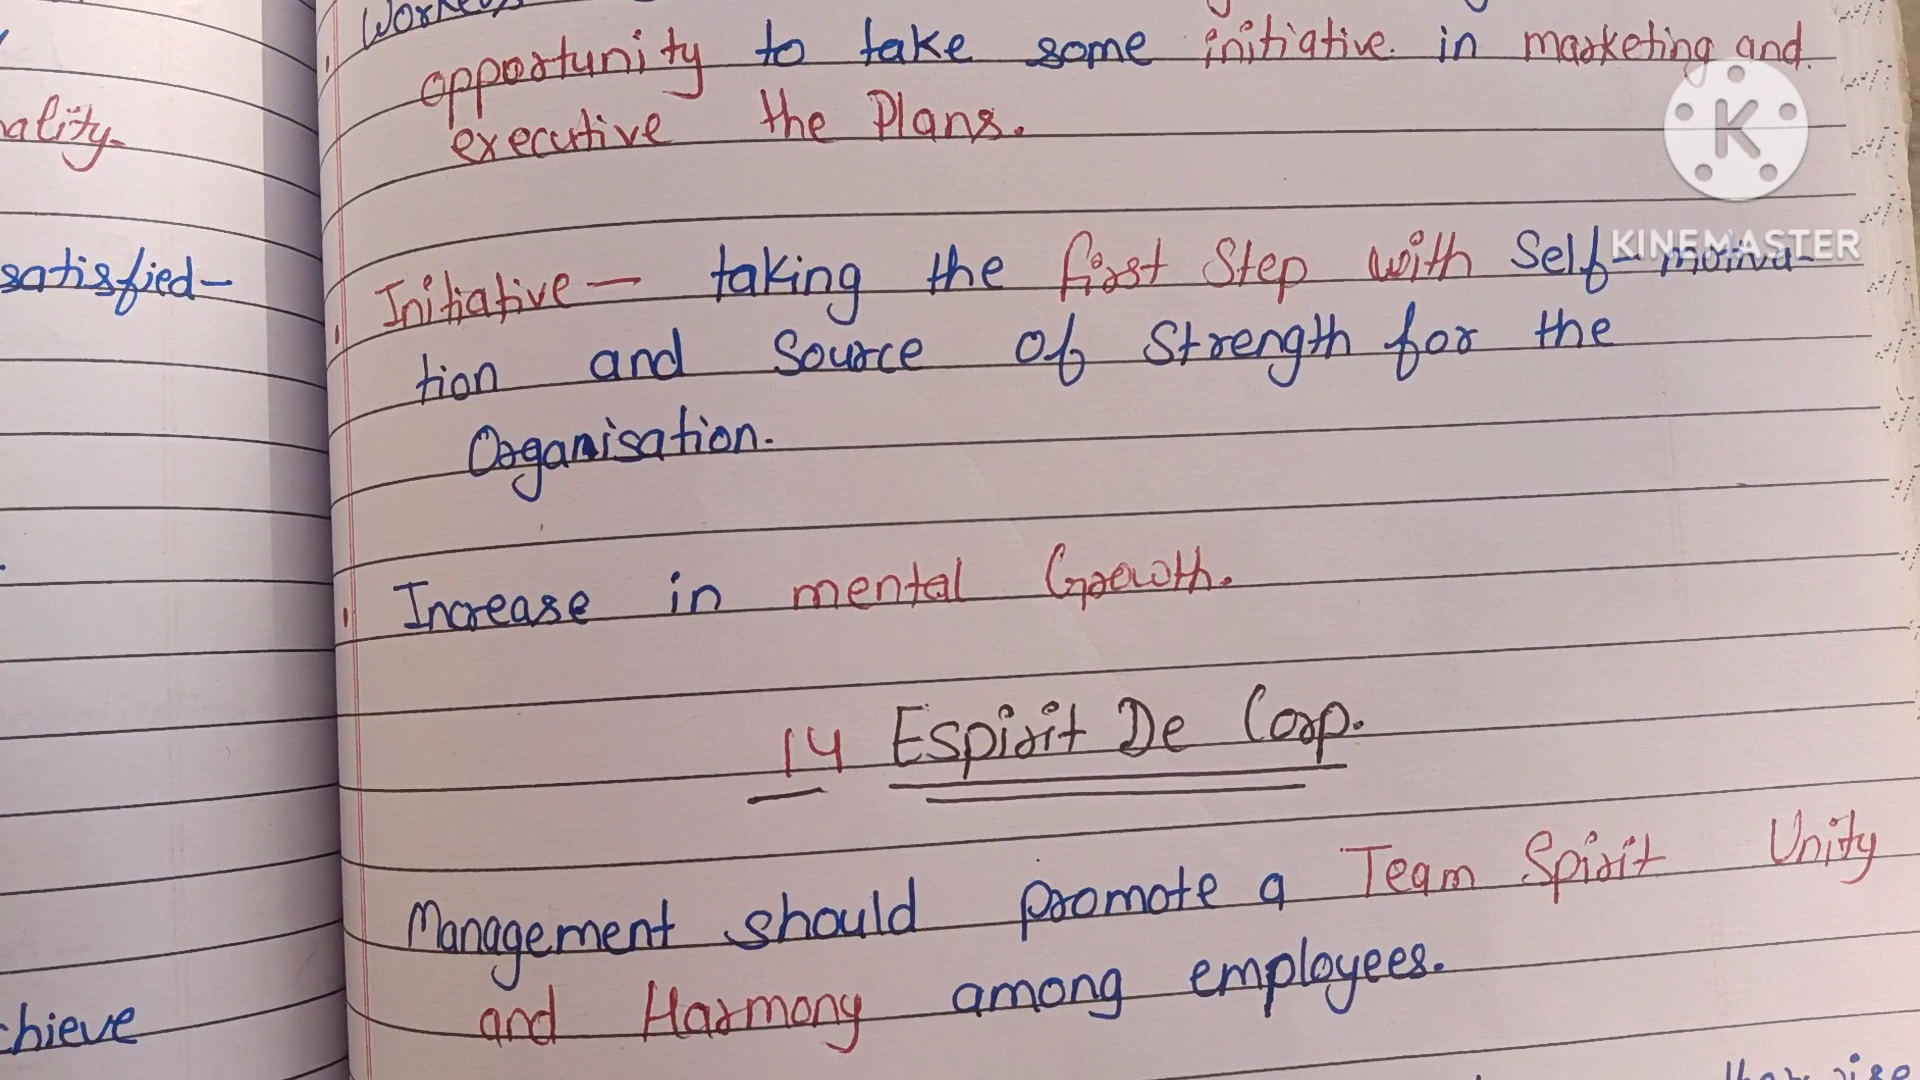 ality.
satisfied-
chieve
Workers
opportunity to take some initiative in marketing and
executive the Plans.
Initiative - taking the first Step with Self-motiva-
tion and Source of Strength for the
Organisation.
Increase in mental Growth.
14 Espirit De Corp.
Management should promote a Team Spirit Unity
and Harmony among employees.
K
KINEMASTER